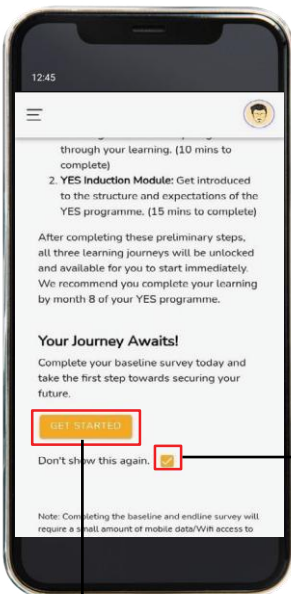 12:45
through your learning. (10 mins to
complete)
2. YES Induction Module: Get introduced
to the structure and expectations of the
YES programme. (15 mins to complete)
After completing these preliminary steps,
all three learning journeys will be unlocked
and available for you to start immediately.
We recommend you complete your learning
by month 8 of your YES programme.
Your Journey Awaits!
Complete your baseline survey today and
take the first step towards securing your
future.
GET STARTED
Don't show this again.
Note: Completing the baseline and endline survey will
require a small amount of mobile data/Wifi access to